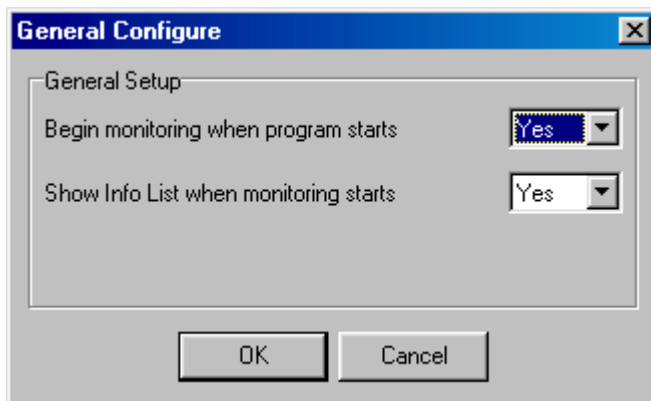 General Configure
General Setup
Begin monitoring when program starts Yes
Show Info List when monitoring starts Yes
OK Cancel